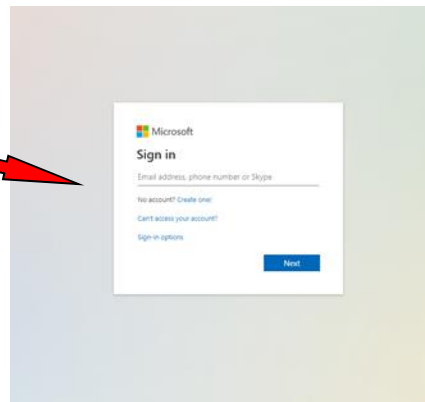 Microsoft
Sign in
Email address, phone number or Skype
No account? Create one!
Can't access your account?
Sign-in options
Next